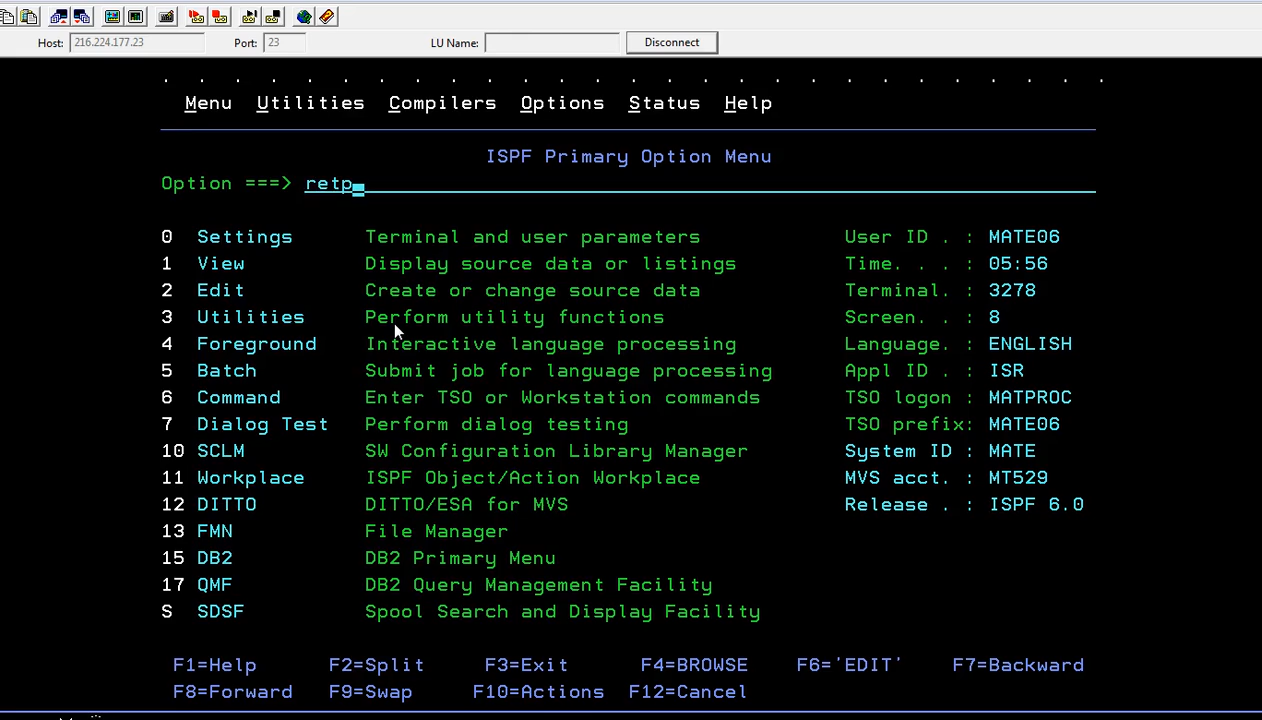 Host: 216.224.177.23 Port: 23 LU Name: Disconnect
. . . . . . . . . . . . . . . . . . . . . . . . . . .
Menu Utilities Compilers Options Status Help
ISPF Primary Option Menu
Option ===> retp
0 Settings Terminal and user parameters User ID . : MATE06
1 View Display source data or listings Time. . . : 05:56
2 Edit Create or change source data Terminal. : 3278
3 Utilities Perform utility functions Screen. . : 8
4 Foreground Interactive language processing Language. : ENGLISH
5 Batch Submit job for language processing Appl ID . : ISR
6 Command Enter TSO or Workstation commands TSO logon : MATPROC
7 Dialog Test Perform dialog testing TSO prefix: MATE06
10 SCLM SW Configuration Library Manager System ID : MATE
11 Workplace ISPF Object/Action Workplace MVS acct. : MT529
12 DITTO DITTO/ESA for MVS Release . : ISPF 6.0
13 FMN File Manager
15 DB2 DB2 Primary Menu
17 QMF DB2 Query Management Facility
S SDSF Spool Search and Display Facility
F1=Help F2=Split F3=Exit F4=BROWSE F6='EDIT' F7=Backward
F8=Forward F9=Swap F10=Actions F12=Cancel